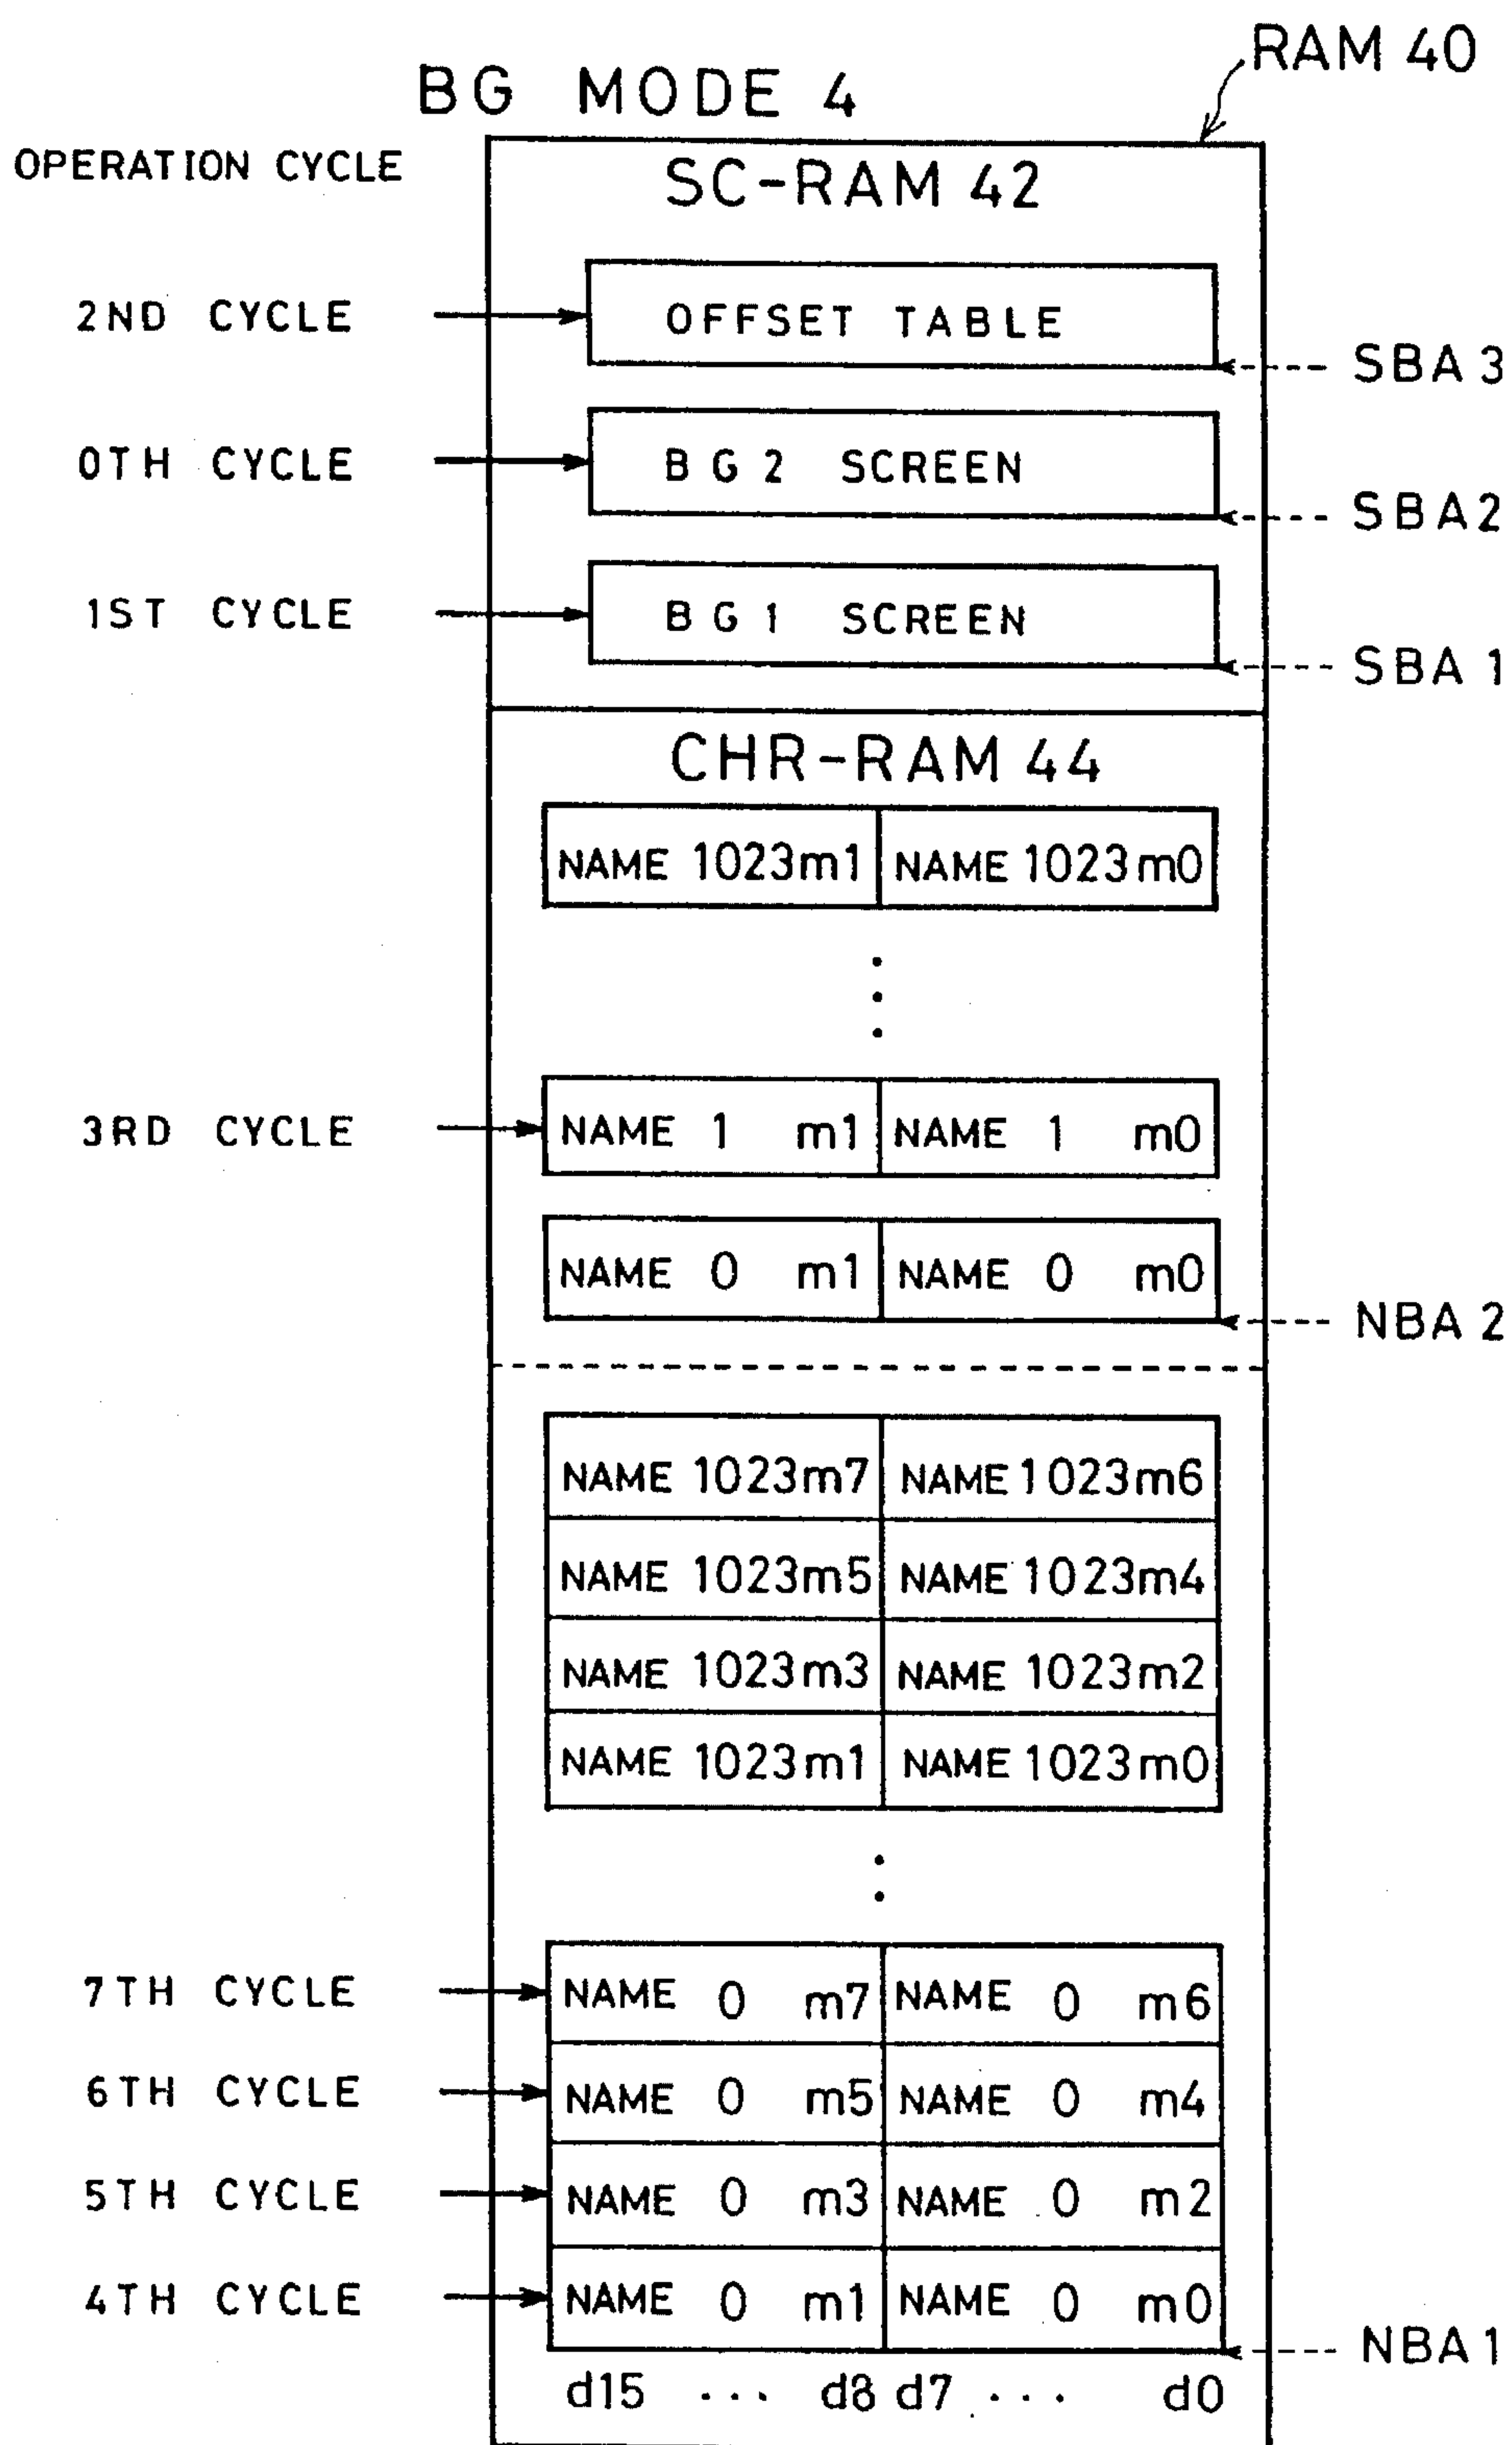 RAM 40
BG MODE 4
OPERATION CYCLE
SC-RAM 42
2ND CYCLE
OFFSET TABLE
SBA 3
0TH CYCLE
BG2 SCREEN
SBA2
1ST CYCLE
BG1 SCREEN
SBA 1
CHR-RAM 44
NAME 1023m1 NAME 1023m0
3RD CYCLE
NAME 1 m1 NAME 1 m0
NAME 0 m1 NAME 0 m0
NBA 2
NAME 1023m7 NAME 1023m6
NAME 1023m5 NAME 1023m4
NAME 1023m3 NAME 1023m2
NAME 1023m1 NAME 1023m0
7TH CYCLE
NAME 0 m7 NAME 0 m6
6TH CYCLE
NAME 0 m5 NAME 0 m4
5TH CYCLE
NAME 0 m3 NAME 0 m2
4TH CYCLE
NAME 0 m1 NAME 0 m0
NBA 1
d15 ... d8 d7 ... d0